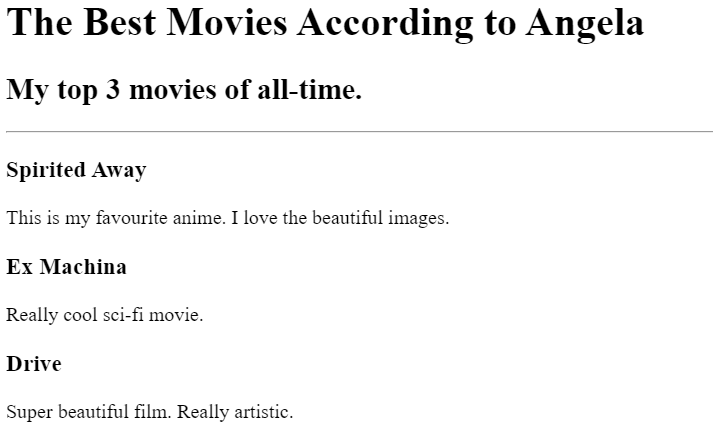 The Best Movies According to Angela
My top 3 movies of all-time.
Spirited Away
This is my favourite anime. I love the beautiful images.
Ex Machina
Really cool sci-fi movie.
Drive
Super beautiful film. Really artistic.